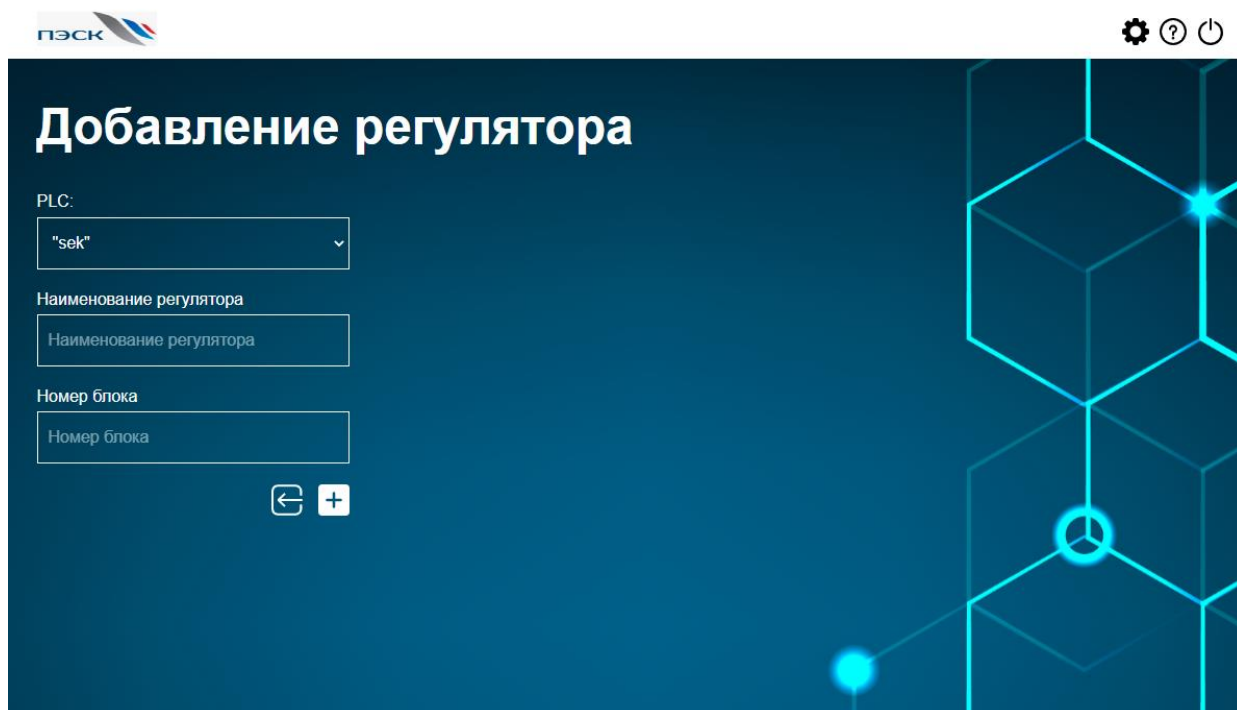 ПЭСК
Добавление регулятора
PLC:
"sek"
Наименование регулятора
Наименование регулятора
Номер блока
Номер блока